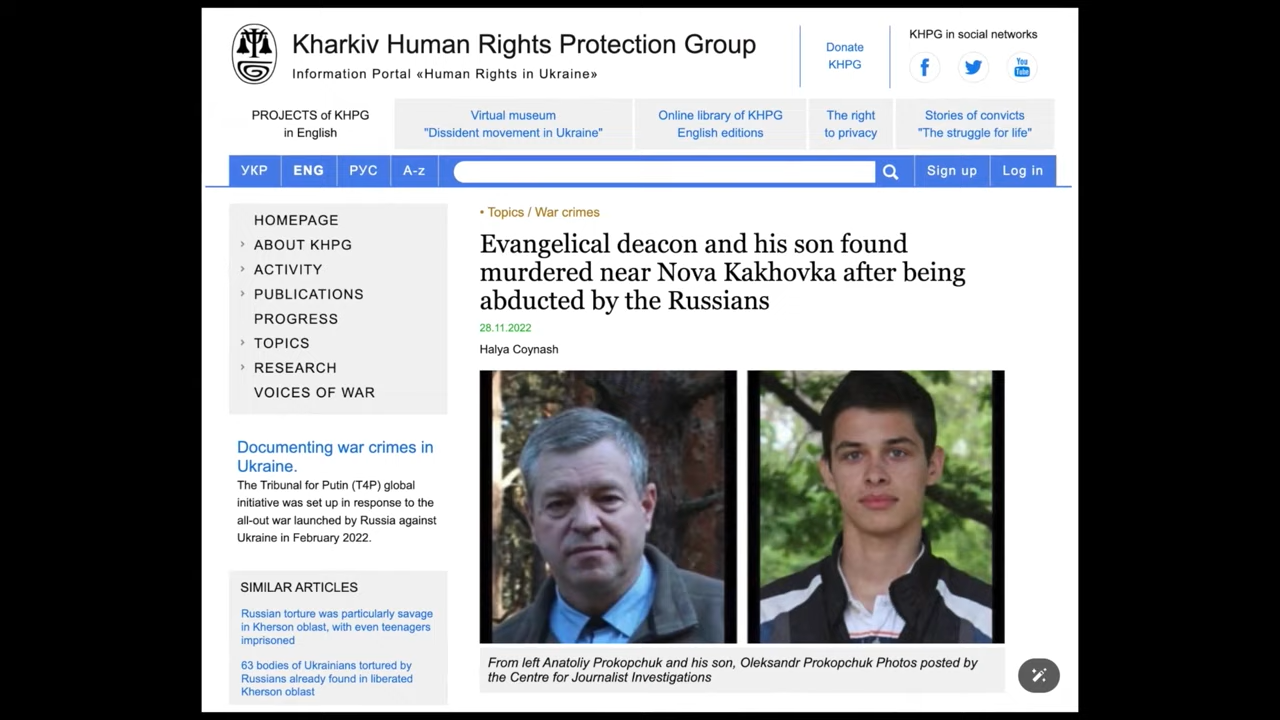 Kharkiv Human Rights Protection Group
Information Portal «Human Rights in Ukraine»
Donate
KHPG
KHPG in social networks
You
Tube
PROJECTS of KHPG
in English
Virtual museum
"Dissident movement in Ukraine"
Online library of KHPG
English editions
The right
to privacy
Stories of convicts
"The struggle for life"
УКР
ENG
РУС
A-z
Sign up
Log in
HOMEPAGE
ABOUT KHPG
ACTIVITY
PUBLICATIONS
PROGRESS
TOPICS
RESEARCH
VOICES OF WAR
Documenting war crimes in
Ukraine.
The Tribunal for Putin (T4P) global
initiative was set up in response to the
all-out war launched by Russia against
Ukraine in February 2022.
SIMILAR ARTICLES
Russian torture was particularly savage
in Kherson oblast, with even teenagers
imprisoned
63 bodies of Ukrainians tortured by
Russians already found in liberated
Kherson oblast
• Topics / War crimes
Evangelical deacon and his son found
murdered near Nova Kakhovka after being
abducted by the Russians
28.11.2022
Halya Coynash
From left Anatoliy Prokopchuk and his son, Oleksandr Prokopchuk Photos posted by
the Centre for Journalist Investigations